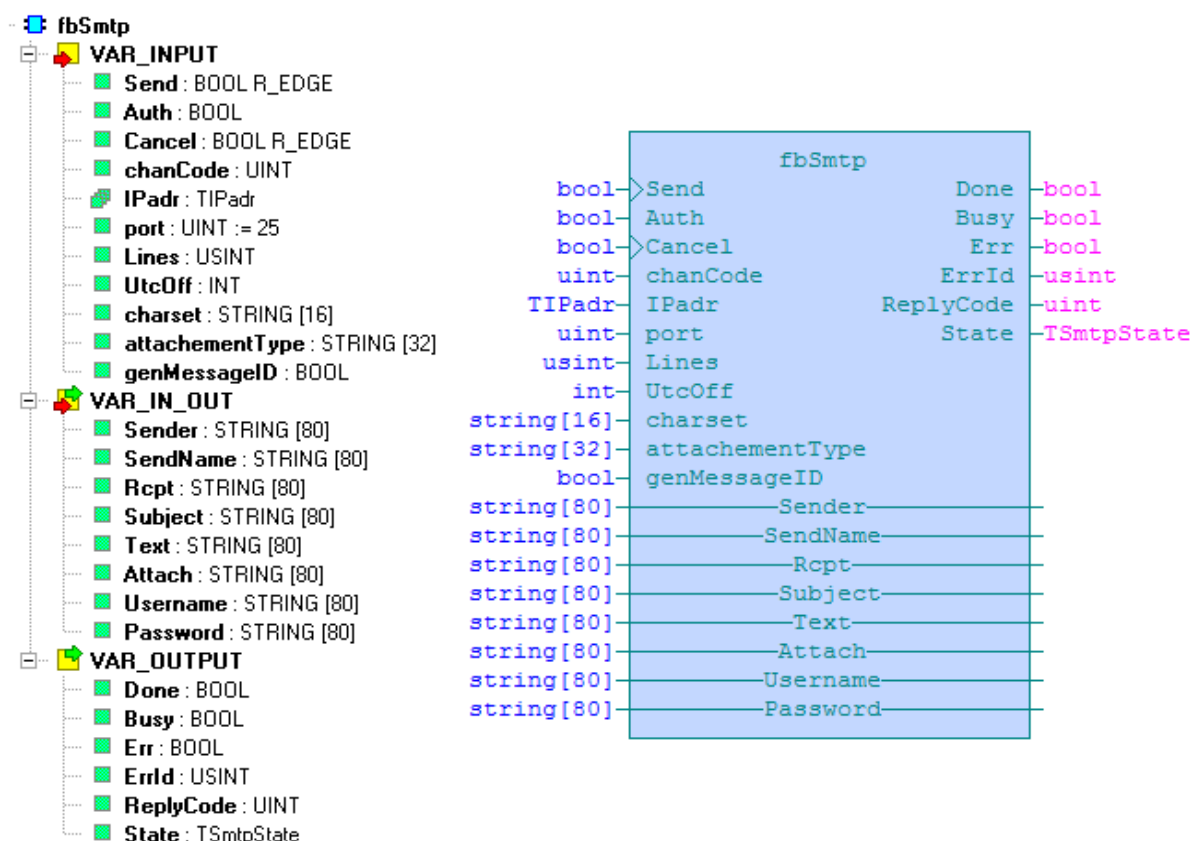 fbSmtp
VAR_INPUT
Send : BOOL R_EDGE
Auth : BOOL
Cancel : BOOL R_EDGE
chanCode : UINT
IPadr : TIPadr
port : UINT := 25
Lines : USINT
UtcOff : INT
charset : STRING [16]
attachementType : STRING [32]
genMessageID : BOOL
VAR_IN_OUT
Sender : STRING [80]
SendName : STRING [80]
Rcpt : STRING [80]
Subject : STRING [80]
Text : STRING [80]
Attach : STRING [80]
Username : STRING [80]
Password : STRING [80]
VAR_OUTPUT
Done : BOOL
Busy : BOOL
Err : BOOL
ErrId : USINT
ReplyCode : UINT
State : TSmtpState
fbSmtp
bool Send Done bool
bool Auth Busy bool
bool Cancel Err bool
uint chanCode ErrId usint
TIPadr IPadr ReplyCode uint
uint port State TSmtpState
usint Lines
int UtcOff
string[16] charset
string[32] attachementType
bool genMessageID
string[80] Sender
string[80] SendName
string[80] Rcpt
string[80] Subject
string[80] Text
string[80] Attach
string[80] Username
string[80] Password